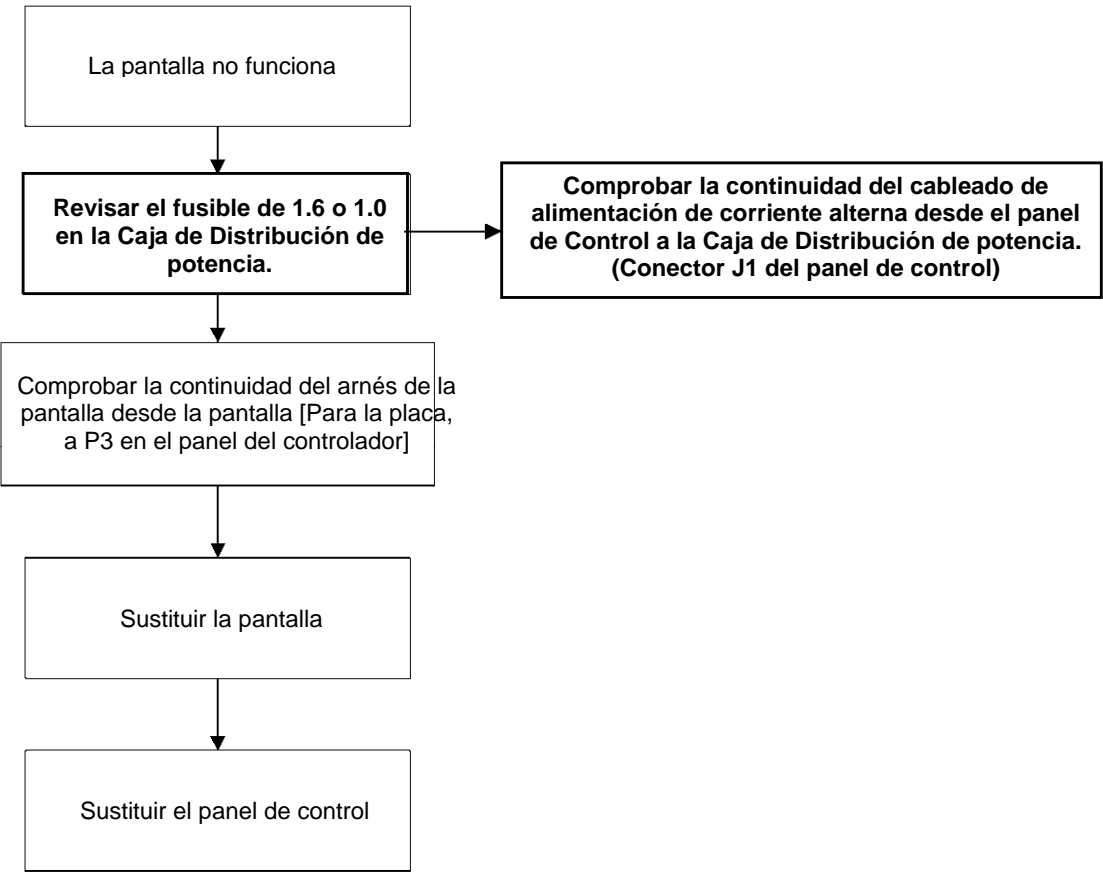 La pantalla no funciona
Revisar el fusible de 1.6 o 1.0
en la Caja de Distribución de
potencia.
Comprobar la continuidad del cableado de
alimentación de corriente alterna desde el panel
de Control a la Caja de Distribución de potencia.
(Conector J1 del panel de control)
Comprobar la continuidad del arnés de la
pantalla desde la pantalla [Para la placa,
a P3 en el panel del controlador]
Sustituir la pantalla
Sustituir el panel de control